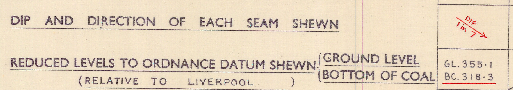 DIP AND DIRECTION OF EACH SEAM SHEWN
DIP
1 IN 7
REDUCED LEVELS TO ORDNANCE DATUM SHEWN
(RELATIVE TO LIVERPOOL )
(GROUND LEVEL
(BOTTOM OF COAL
GL. 355·1
BC. 318·3